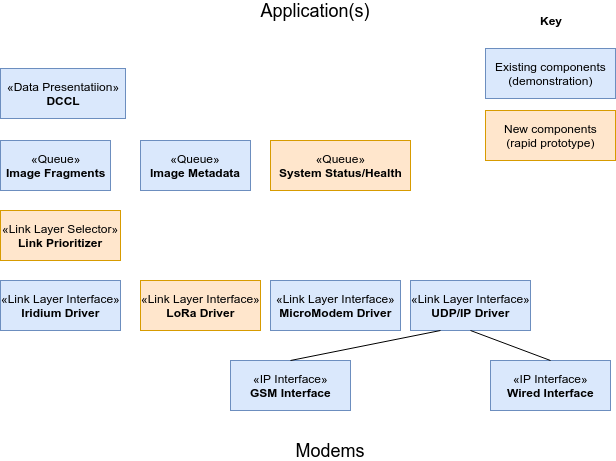 Application(s)
Key
Existing components
(demonstration)
New components
(rapid prototype)
«Data Presentatiion»
DCCL
«Queue»
Image Fragments
«Queue»
Image Metadata
«Queue»
System Status/Health
«Link Layer Selector»
Link Prioritizer
«Link Layer Interface»
Iridium Driver
«Link Layer Interface»
LoRa Driver
«Link Layer Interface»
MicroModem Driver
«Link Layer Interface»
UDP/IP Driver
«IP Interface»
GSM Interface
«IP Interface»
Wired Interface
Modems